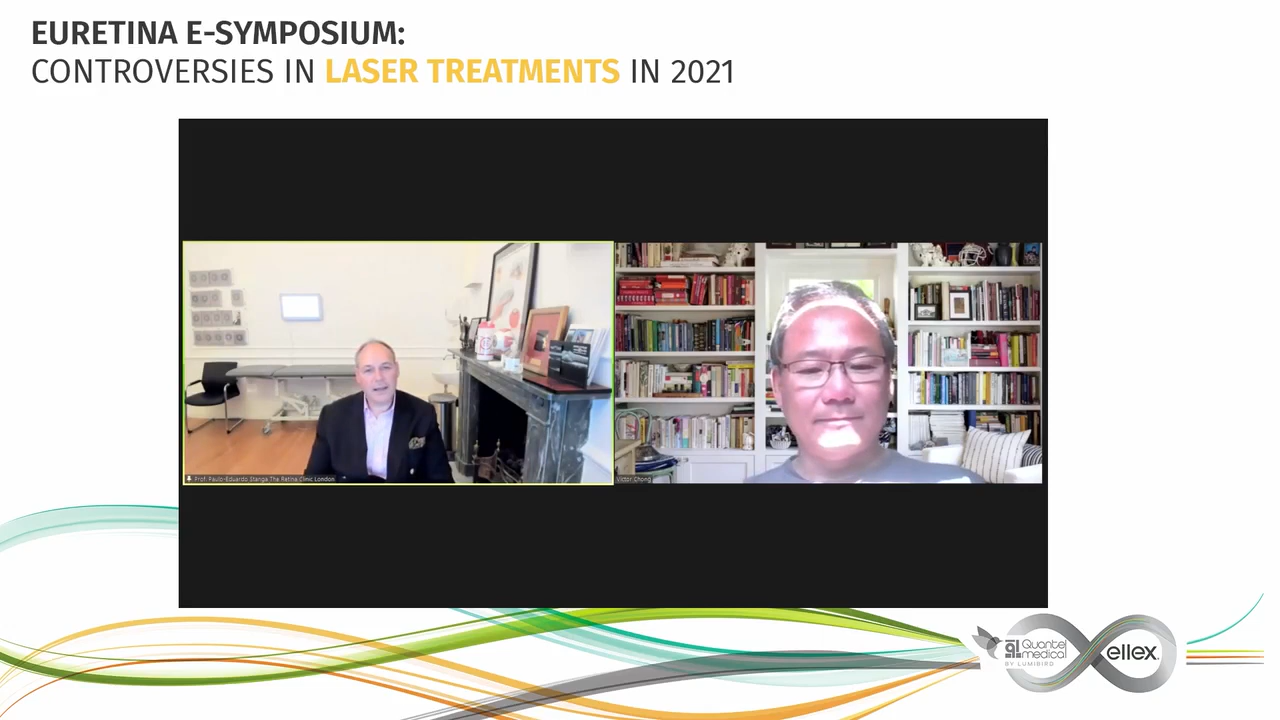 EURETINA E-SYMPOSIUM:
CONTROVERSIES IN LASER TREATMENTS IN 2021
Prof. Paulo-Eduardo Stanga The Retina Clinic London
Victor Chong
Quantel
medical
BY LUMIBIRD
ellex